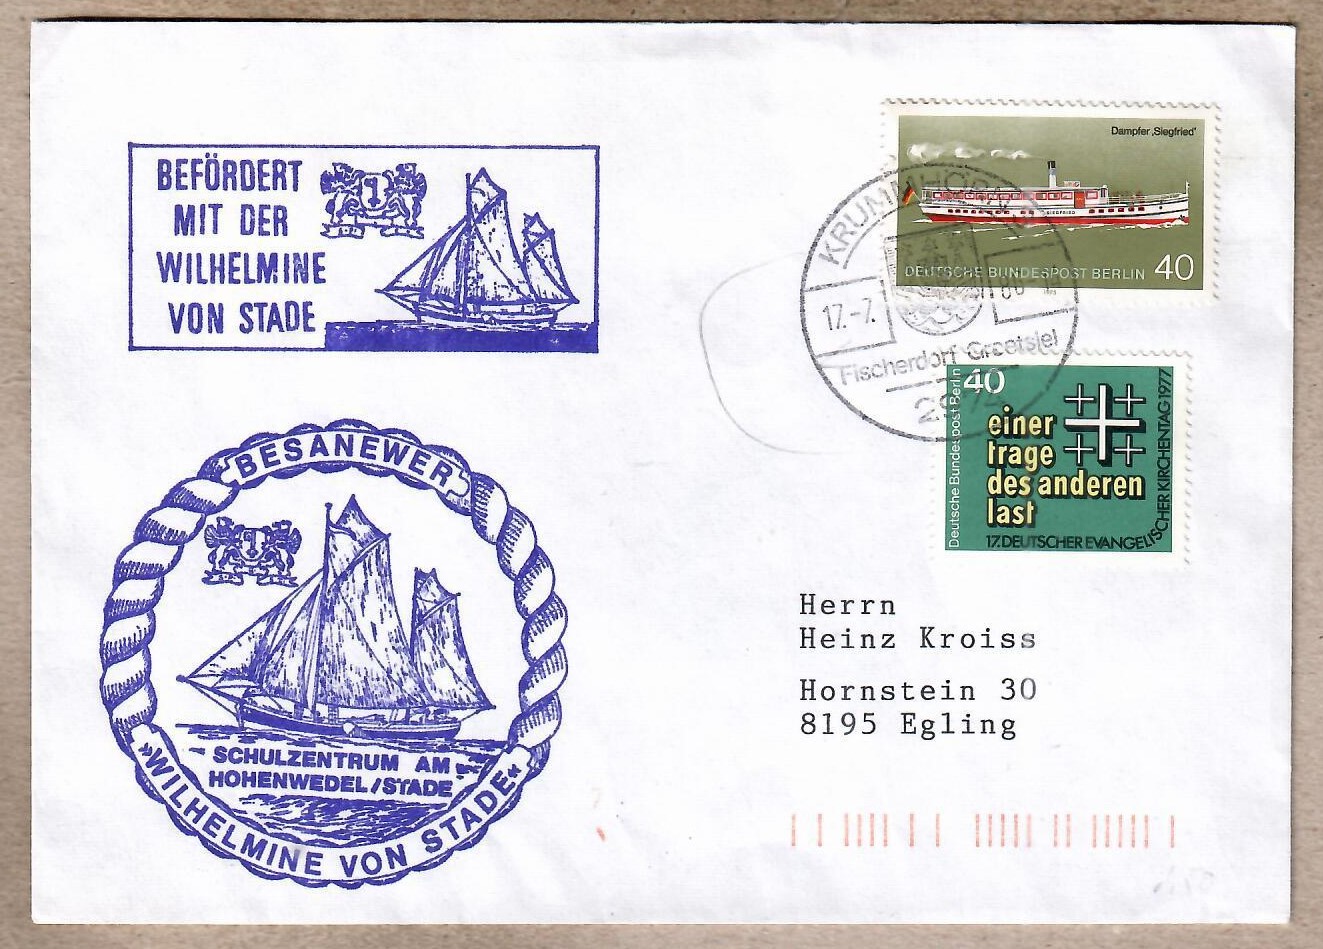 BEFÖRDERT
MIT DER
WILHELMINE
VON STADE
Dampfer „Siegfried“
SIEGFRIED
DEUTSCHE BUNDESPOST BERLIN 40
17.-7.
Fischerdorf Greetsiel
40
Deutsche Bundespost Berlin
einer
trage
des anderen
last
17. DEUTSCHER EVANGELISCHER KIRCHENTAG 1977
BESANEWER
SCHULZENTRUM AM
HOHENWEDEL/STADE
»WILHELMINE VON STADE«
Herrn
Heinz Kroiss
Hornstein 30
8195 Egling